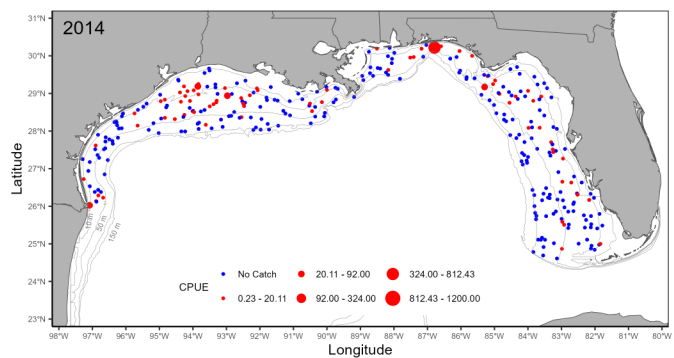 2014
31°N
30°N
29°N
28°N
27°N
26°N
25°N
24°N
23°N
Latitude
10 m
50 m
150 m
CPUE
No Catch
20.11 - 92.00
324.00 - 812.43
0.23 - 20.11
92.00 - 324.00
812.43 - 1200.00
98°W 97°W 96°W 95°W 94°W 93°W 92°W 91°W 90°W 89°W 88°W 87°W 86°W 85°W 84°W 83°W 82°W 81°W 80°W
Longitude